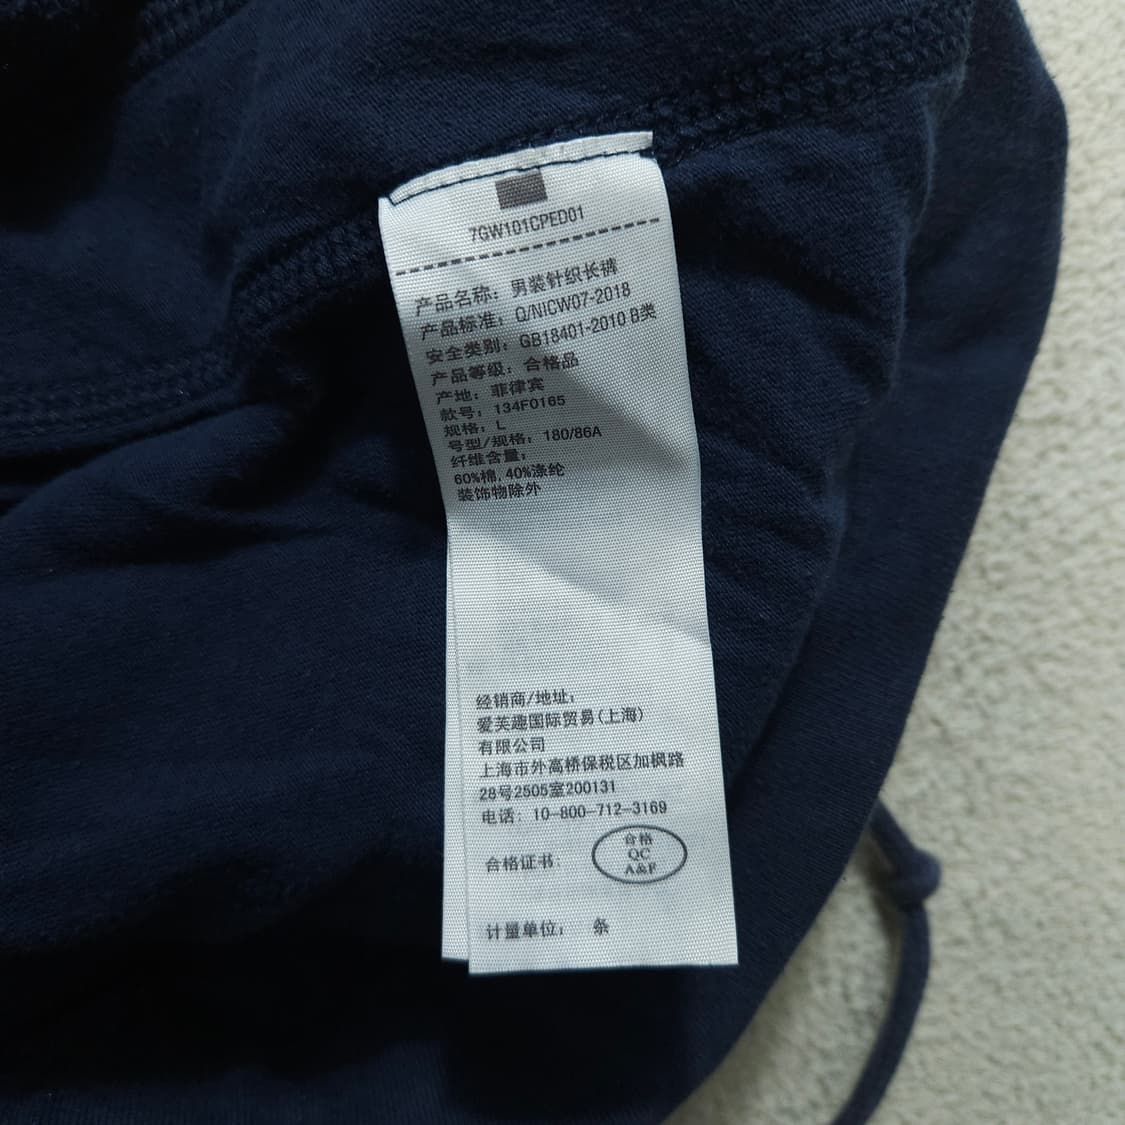 7GW101CPED01
产品名称：男装针织长裤
产品标准：Q/NICW07-2018
安全类别：GB18401-2010 B类
产品等级：合格品
产地：菲律宾
款号：134F0165
规格：L
号型/规格：180/86A
纤维含量：
60%棉，40%涤纶
装饰物除外
经销商/地址：
爱芙趣国际贸易(上海)
有限公司
上海市外高桥保税区加枫路
28号2505室200131
电话：10-800-712-3169
合格证书：
合格
QC
A&F
计量单位： 条